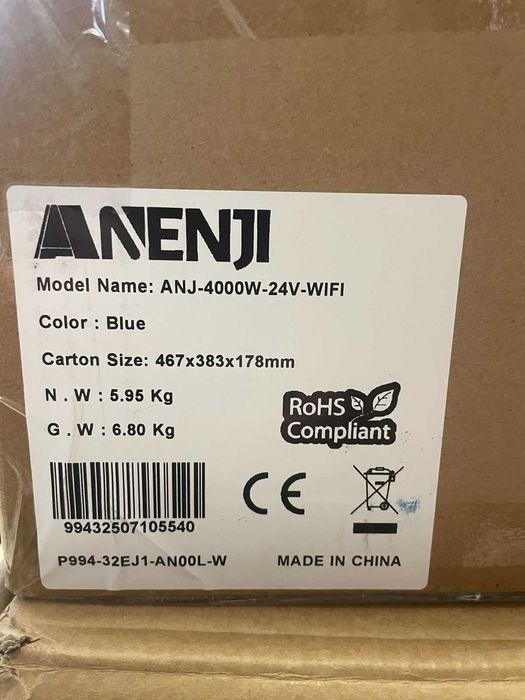 ANENJI
Model Name: ANJ-4000W-24V-WIFI
Color : Blue
Carton Size: 467x383x178mm
N . W : 5.95 Kg
G . W : 6.80 Kg
RoHS
Compliant
CE
99432507105540
P994-32EJ1-AN00L-W
MADE IN CHINA